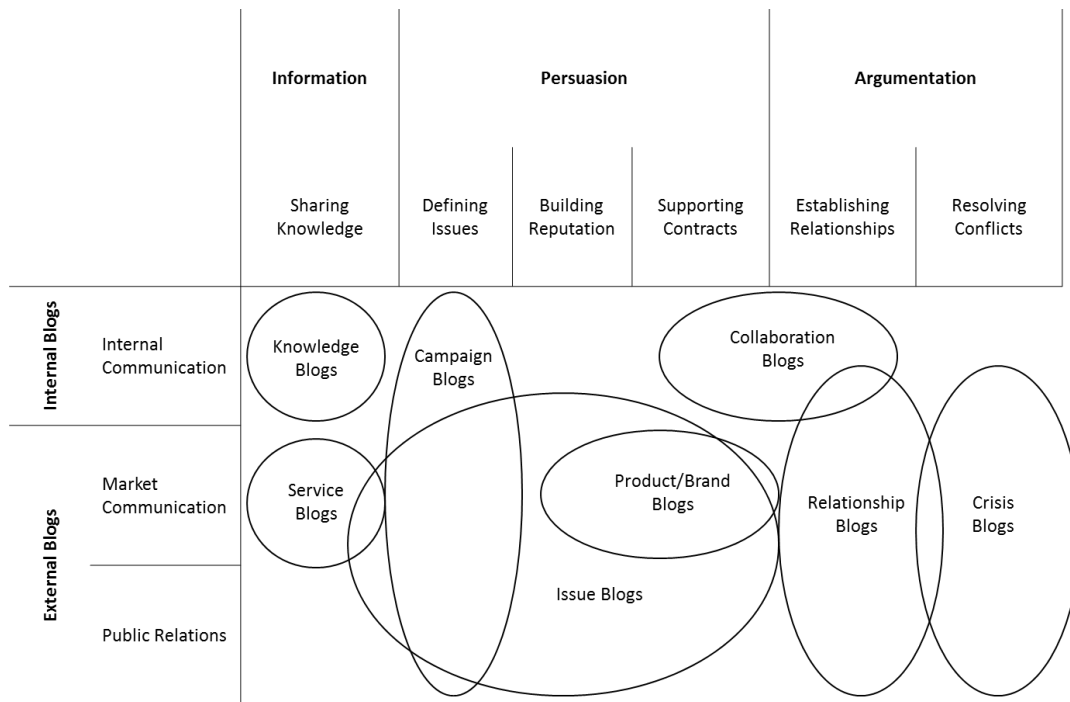 Information
Persuasion
Argumentation
Sharing
Knowledge
Defining
Issues
Building
Reputation
Supporting
Contracts
Establishing
Relationships
Resolving
Conflicts
Internal Blogs
Internal
Communication
Knowledge
Blogs
Campaign
Blogs
Collaboration
Blogs
External Blogs
Market
Communication
Service
Blogs
Product/Brand
Blogs
Relationship
Blogs
Crisis
Blogs
Issue Blogs
Public Relations